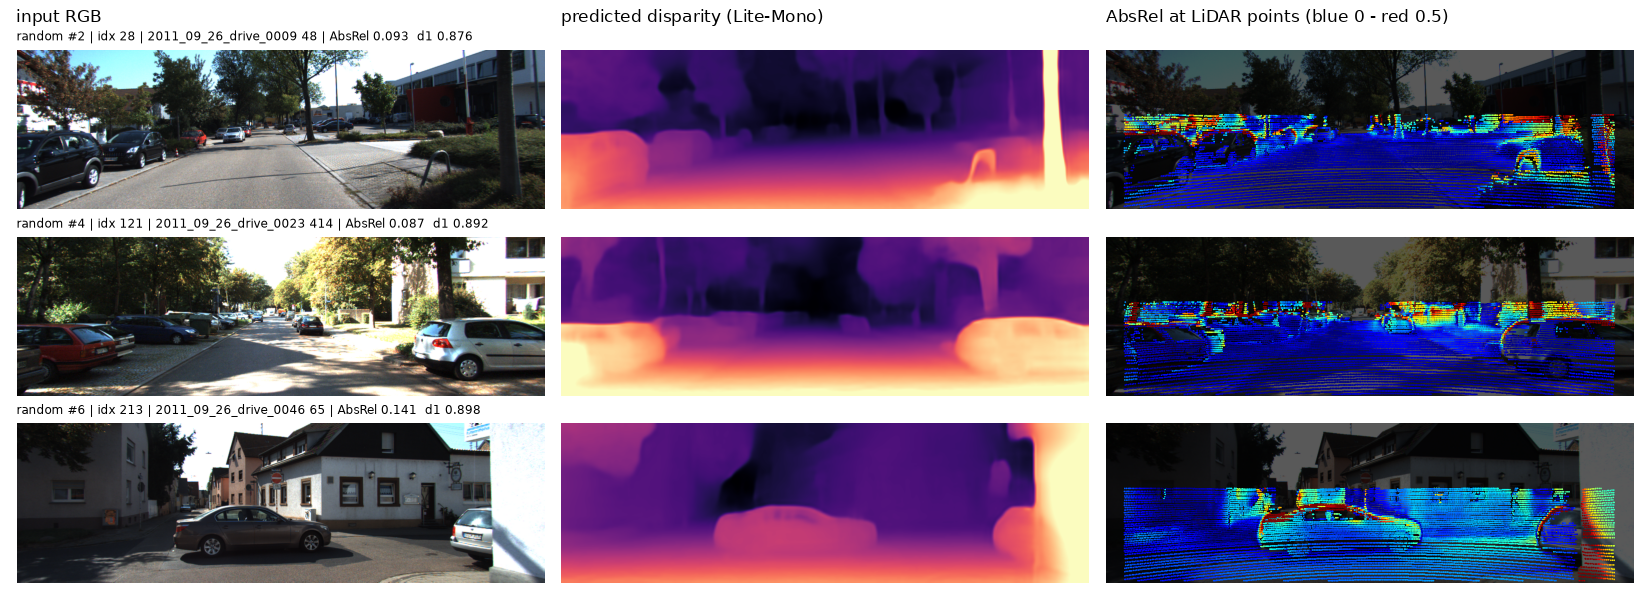 input RGB
predicted disparity (Lite-Mono)
AbsRel at LiDAR points (blue 0 - red 0.5)
random #2 | idx 28 | 2011_09_26_drive_0009 48 | AbsRel 0.093  d1 0.876
random #4 | idx 121 | 2011_09_26_drive_0023 414 | AbsRel 0.087  d1 0.892
random #6 | idx 213 | 2011_09_26_drive_0046 65 | AbsRel 0.141  d1 0.898